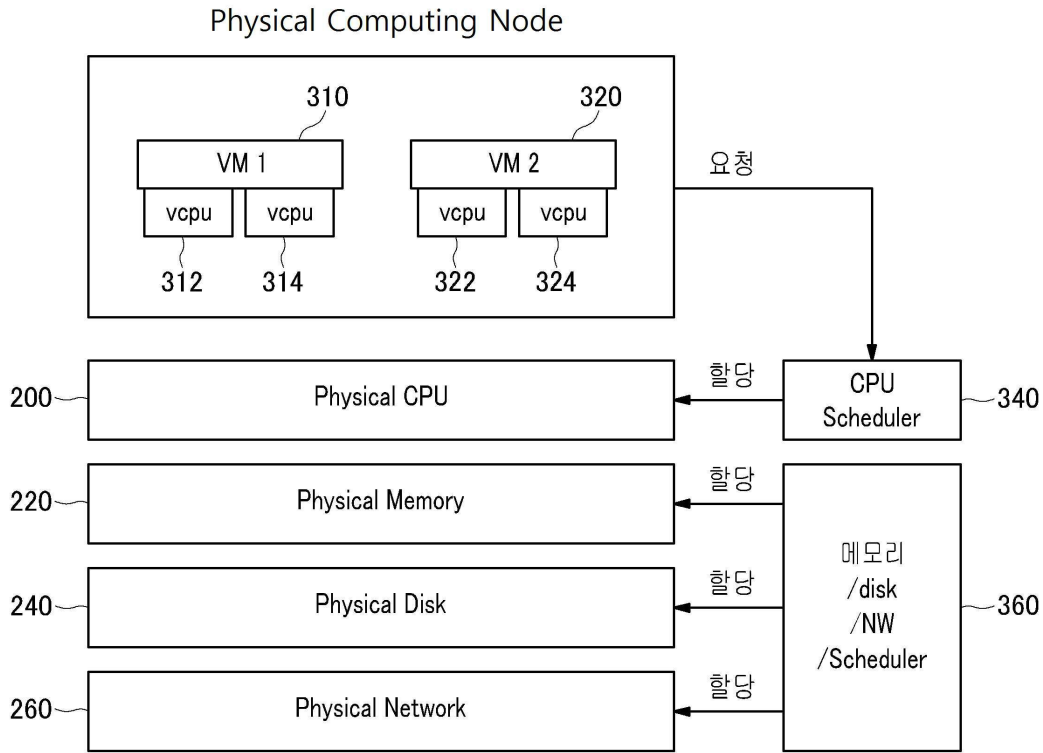 Physical Computing Node
310
320
VM 1
VM 2
요청
vcpu
vcpu
vcpu
vcpu
312
314
322
324
200
Physical CPU
할당
CPU
Scheduler
340
220
Physical Memory
할당
240
Physical Disk
할당
메모리
/disk
/NW
/Scheduler
360
260
Physical Network
할당